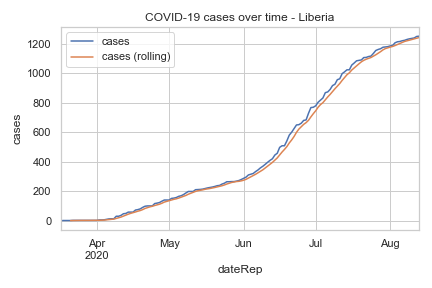 COVID-19 cases over time - Liberia
cases
cases (rolling)
1200
1000
800
600
400
200
0
cases
Apr
2020
May
Jun
Jul
Aug
dateRep